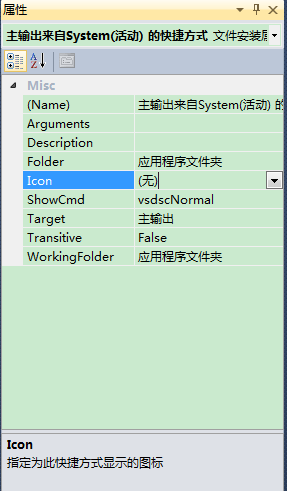 属性
主输出来自System(活动) 的快捷方式 文件安装属
Misc
(Name) 主输出来自System(活动) 的
Arguments
Description
Folder 应用程序文件夹
Icon (无)
ShowCmd vsdscNormal
Target 主输出
Transitive False
WorkingFolder 应用程序文件夹
Icon
指定为此快捷方式显示的图标